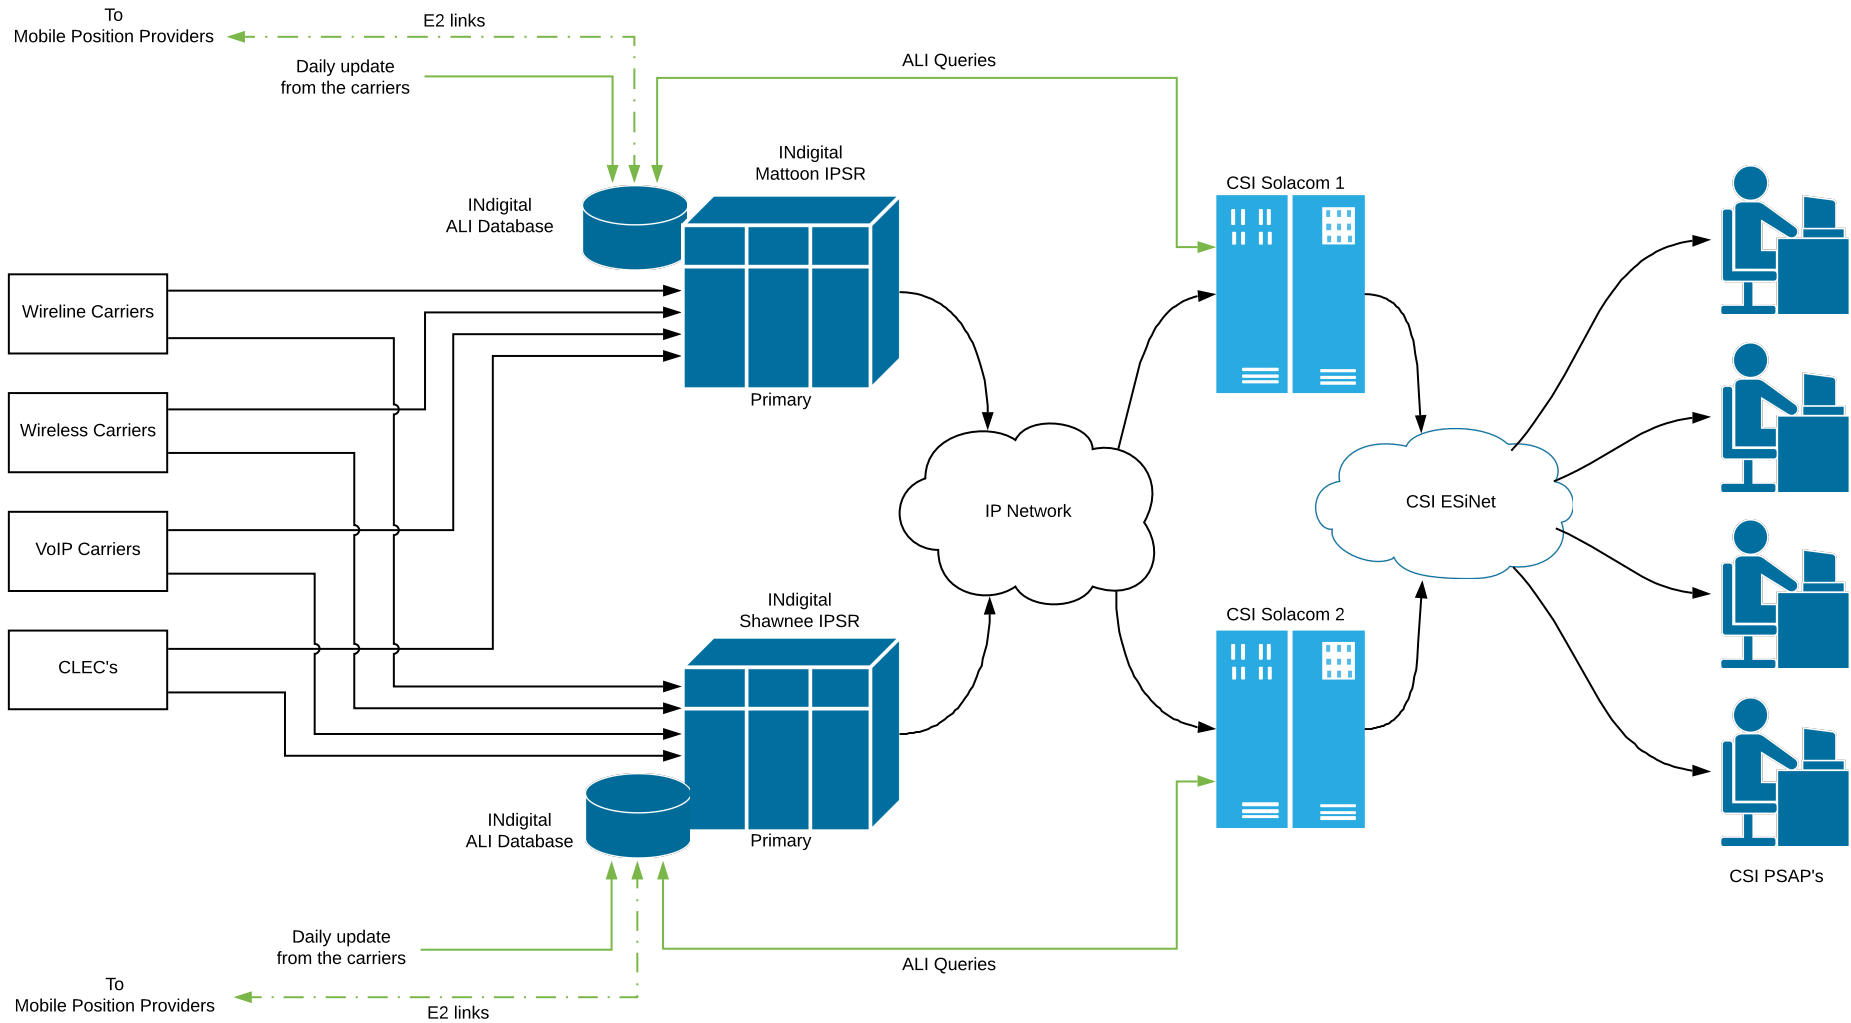 To
Mobile Position Providers
E2 links
Daily update
from the carriers
ALI Queries
INdigital
Mattoon IPSR
INdigital
ALI Database
CSI Solacom 1
Wireline Carriers
Primary
Wireless Carriers
IP Network
CSI ESiNet
VoIP Carriers
INdigital
Shawnee IPSR
CSI Solacom 2
CLEC's
INdigital
ALI Database
Primary
CSI PSAP's
Daily update
from the carriers
ALI Queries
To
Mobile Position Providers
E2 links